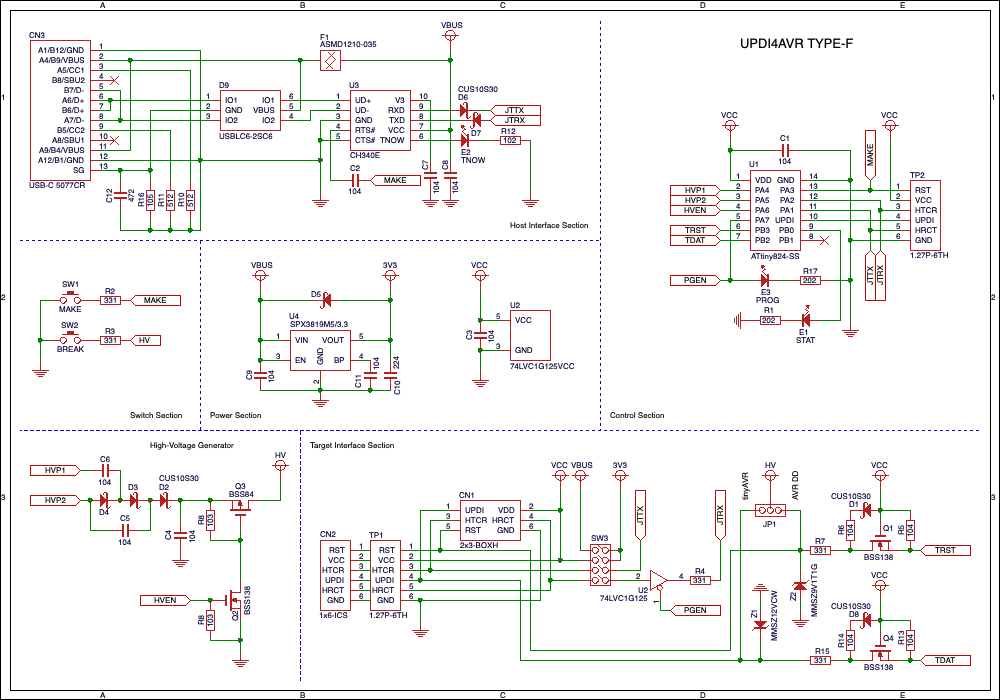 A B C D E
UPDI4AVR TYPE-F
CN3
A1/B12/GND 1
A4/B9/VBUS 2
A5/CC1 3
B8/SBU2 4
B7/D- 5
A6/D+ 6
B6/D+ 7
A7/D- 8
B5/CC2 9
A8/SBU1 10
A9/B4/VBUS 11
A12/B1/GND 12
SG 13
USB-C 5077CR
C12 472
R16 105
R11 512
R10 512
D9
1 IO1 IO1 6
2 GND VBUS 5
3 IO2 IO2 4
USBLC6-2SC6
F1
ASMD1210-035
VBUS
U3
1 UD+ V3 10
2 UD- RXD 9
3 GND TXD 8
4 RTS# VCC 7
5 CTS# TNOW 6
CH340E
CUS10S30
D6
D7
JTTX
JTRX
R12
102
E2
TNOW
C2
104
MAKE
C7 104
C8 104
Host Interface Section
VCC
C1
104
VCC
MAKE
U1
1 VDD GND 14
2 PA4 PA3 13
3 PA5 PA2 12
4 PA6 PA1 11
5 PA7 UPDI 10
6 PB3 PB0 9
7 PB2 PB1 8
ATtiny824-SS
HVP1
HVP2
HVEN
TRST
TDAT
PGEN
TP2
1 RST
2 VCC
3 HTCR
4 UPDI
5 HRCT
6 GND
1.27P-6TH
JTTX
JTRX
E3
PROG
R17
202
R1
202
E1
STAT
Control Section
SW1
MAKE
R2
331
MAKE
SW2
BREAK
R3
331
HV
Switch Section
VBUS
3V3
D5
U4
SPX3819M5/3.3
1 VIN VOUT 5
3 EN GND BP 4
2
C9 104
C11 104
C10 224
Power Section
VCC
U2
5 VCC
3 GND
C3 104
74LVC1G125VCC
High-Voltage Generator
HVP1
C6
104
HVP2
D4
D3
CUS10S30
D2
C5
104
C4 104
R8 103
Q3
BSS84
HV
HVEN
R8 103
Q2 BSS138
Target Interface Section
CN2
RST 1
VCC 2
HTCR 3
UPDI 4
HRCT 5
GND 6
1x6-ICS
TP1
RST 1
VCC 2
HTCR 3
UPDI 4
HRCT 5
GND 6
1.27P-6TH
CN1
1 UPDI VDD 2
3 HTCR HRCT 4
5 RST GND 6
2x3-BOXH
VCC VBUS 3V3
SW3
JTTX
JTRX
2 4
U2
74LVC1G125
1
R4
331
PGEN
HV
tinyAVR
AVR DD
JP1
Z1 MMSZ12VCW
Z2 MMSZ9V1T1G
R7
331
R15
331
VCC
CUS10S30
D1
R6 104
Q1
BSS138
R5 104
TRST
VCC
CUS10S30
D8
R14 104
Q4
BSS138
R13 104
TDAT
1
2
3
1
2
3
A B C D E